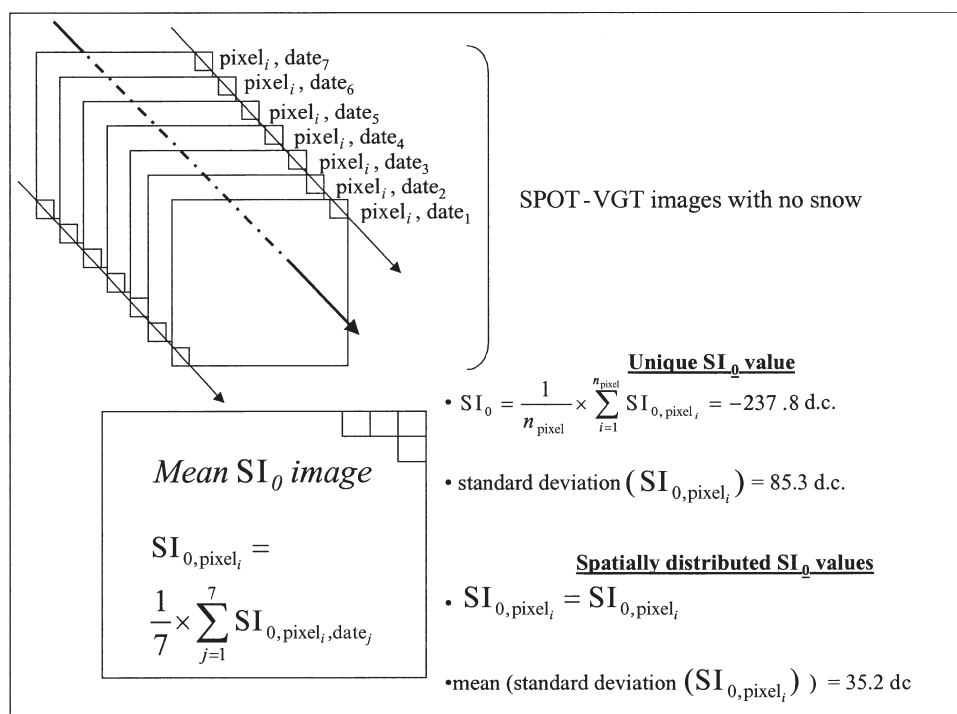 pixel_i , date_7
pixel_i , date_6
pixel_i , date_5
pixel_i , date_4
pixel_i , date_3
pixel_i , date_2
pixel_i , date_1
SPOT-VGT images with no snow
Unique SI_0 value
• SI_0 = 1/n_pixel × ∑_{i=1}^{n_pixel} SI_{0,pixel_i} = −237 .8 d.c.
• standard deviation ( SI_{0,pixel_i} ) = 85.3 d.c.
Spatially distributed SI_0 values
• SI_{0,pixel_i} = SI_{0,pixel_i}
•mean (standard deviation (SI_{0,pixel_i}) ) = 35.2 dc
Mean SI_0 image
SI_{0,pixel_i} =
1/7 × ∑_{j=1}^{7} SI_{0,pixel_i,date_j}